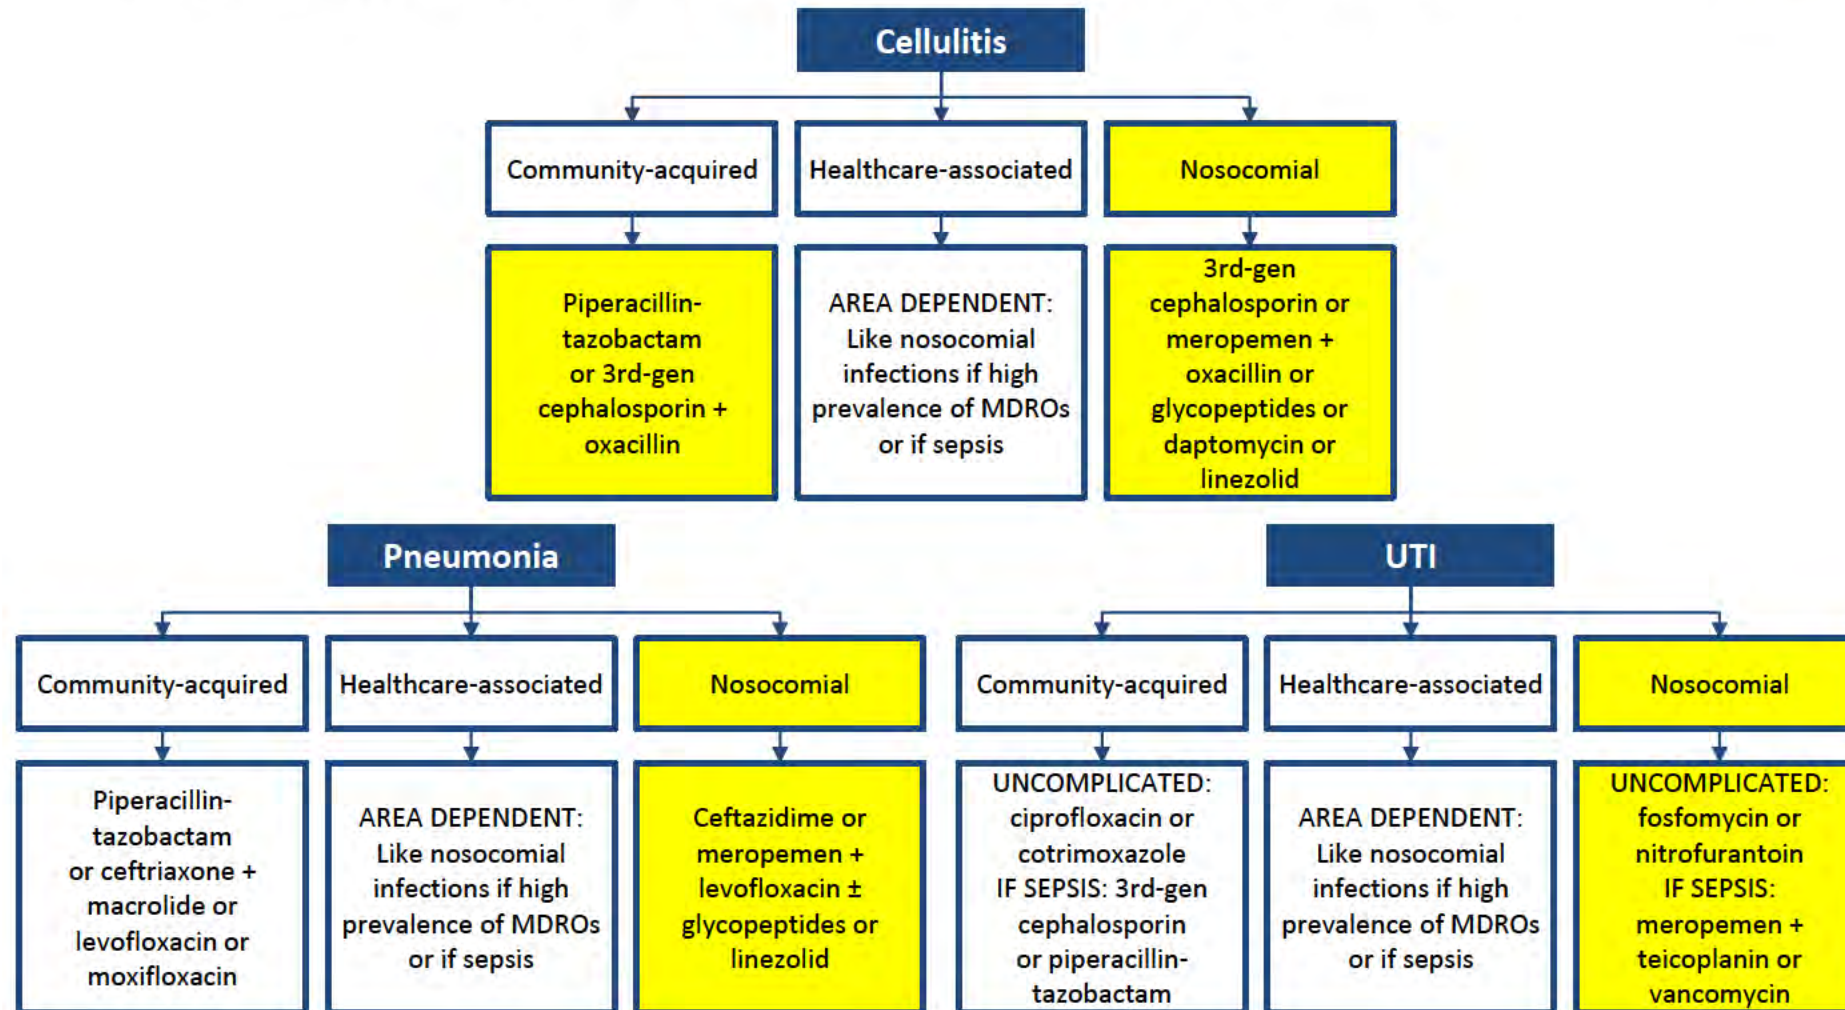 Cellulitis
Community-acquired
Healthcare-associated
Nosocomial
Piperacillin-
tazobactam
or 3rd-gen
cephalosporin +
oxacillin
AREA DEPENDENT:
Like nosocomial
infections if high
prevalence of MDROs
or if sepsis
3rd-gen
cephalosporin or
meropemen +
oxacillin or
glycopeptides or
daptomycin or
linezolid
Pneumonia
Community-acquired
Healthcare-associated
Nosocomial
Piperacillin-
tazobactam
or ceftriaxone +
macrolide or
levofloxacin or
moxifloxacin
AREA DEPENDENT:
Like nosocomial
infections if high
prevalence of MDROs
or if sepsis
Ceftazidime or
meropemen +
levofloxacin ±
glycopeptides or
linezolid
UTI
Community-acquired
Healthcare-associated
Nosocomial
UNCOMPLICATED:
ciprofloxacin or
cotrimoxazole
IF SEPSIS: 3rd-gen
cephalosporin
or piperacillin-
tazobactam
AREA DEPENDENT:
Like nosocomial
infections if high
prevalence of MDROs
or if sepsis
UNCOMPLICATED:
fosfomycin or
nitrofurantoin
IF SEPSIS:
meropemen +
teicoplanin or
vancomycin